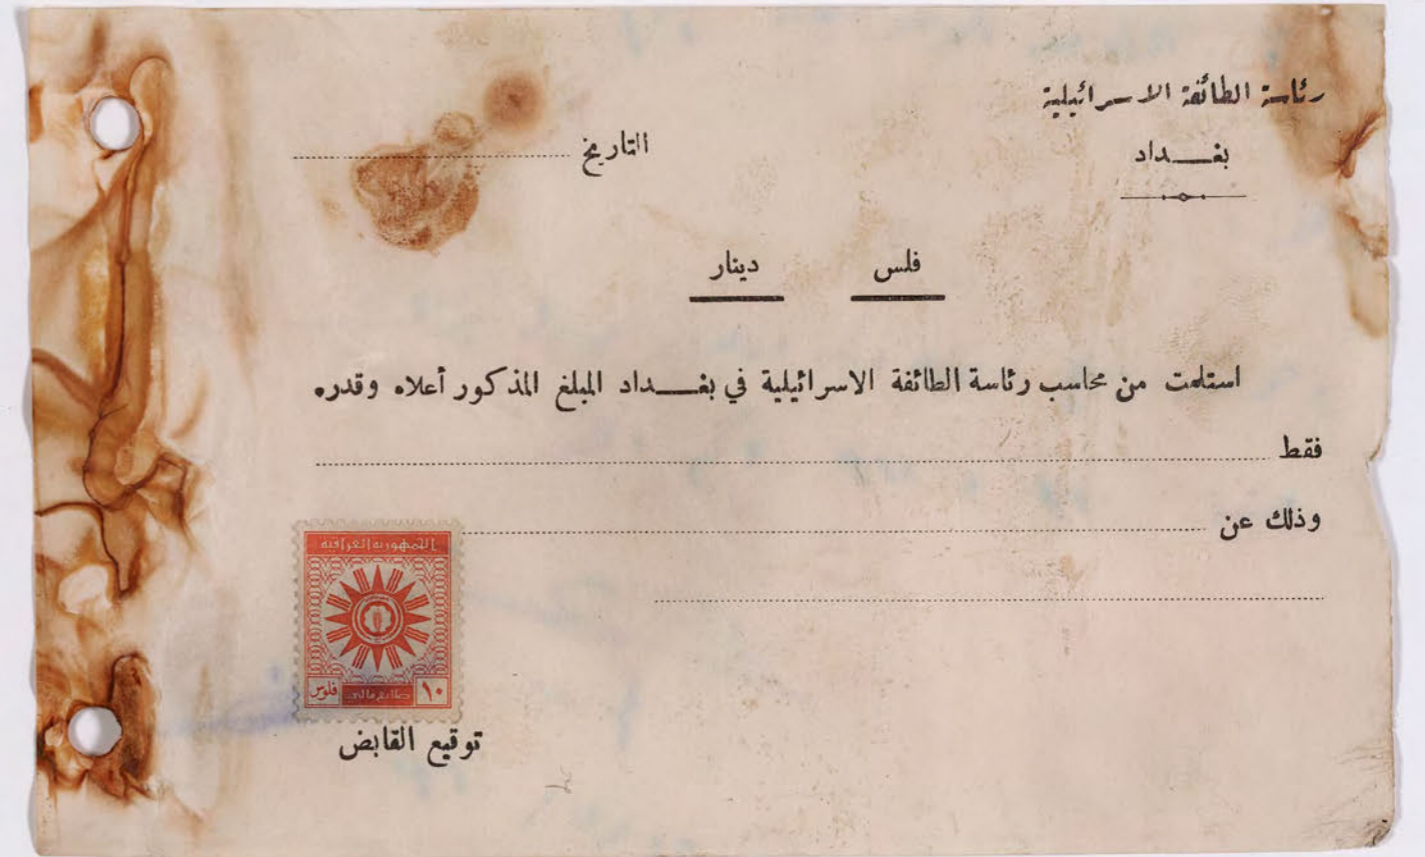 رئاسة الطائفة الاسرائيلية
بغـــداد
التاريخ
فلس دينار
استلمت من محاسب رئاسة الطائفة الاسرائيلية في بغـــداد المبلغ المذكور أعلاه وقدره
فقط
وذلك عن
الجمهورية العراقية
١٠ طابع مالي فلوس
توقيع القابض